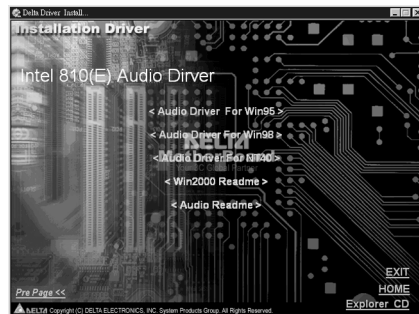 Delta Driver Install...
Installation Driver
Intel 810(E) Audio Dirver
< Audio Driver For Win95 >
< Audio Driver For Win98 >
DELTA
< Audio Driver For NT40 >
< Win2000 Readme >
< Audio Readme >
EXIT
Pre Page <<
HOME
Explorer CD
DELTA Copyright (C) DELTA ELECTRONICS, INC. System Products Group. All Rights Reserved.